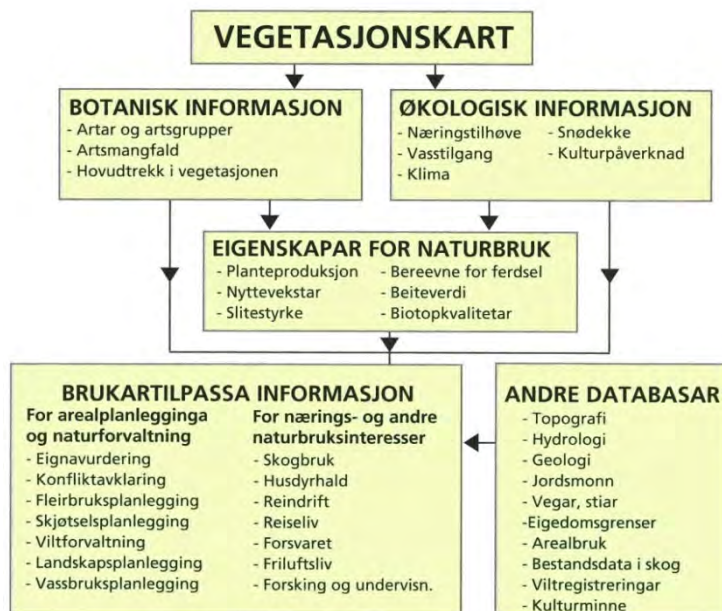 VEGETASJONSKART
BOTANISK INFORMASJON
- Artar og artsgrupper
- Artsmangfald
- Hovudtrekk i vegetasjonen
ØKOLOGISK INFORMASJON
- Næringstilhøve
- Vasstilgang
- Klima
- Snødekke
- Kulturpåverknad
EIGENSKAPAR FOR NATURBRUK
- Planteproduksjon
- Nyttevekstar
- Slitestyrke
- Bereevne for ferdsel
- Beiteverdi
- Biotopkvalitetar
BRUKARTILPASSA INFORMASJON
For arealplanlegginga
og naturforvaltning
- Eignavurdering
- Konfliktavklaring
- Fleirbruksplanlegging
- Skjøtselsplanlegging
- Viltforvaltning
- Landskapsplanlegging
- Vassbruksplanlegging
For nærings- og andre
naturbruksinteresser
- Skogbruk
- Husdyrhald
- Reindrift
- Reiseliv
- Forsvaret
- Friluftsliv
- Forsking og undervisn.
ANDRE DATABASAR
- Topografi
- Hydrologi
- Geologi
- Jordsmonn
- Vegar, stiar
-Eigedomsgrenser
- Arealbruk
- Bestandsdata i skog
- Viltregistreringar
- Kulturminne